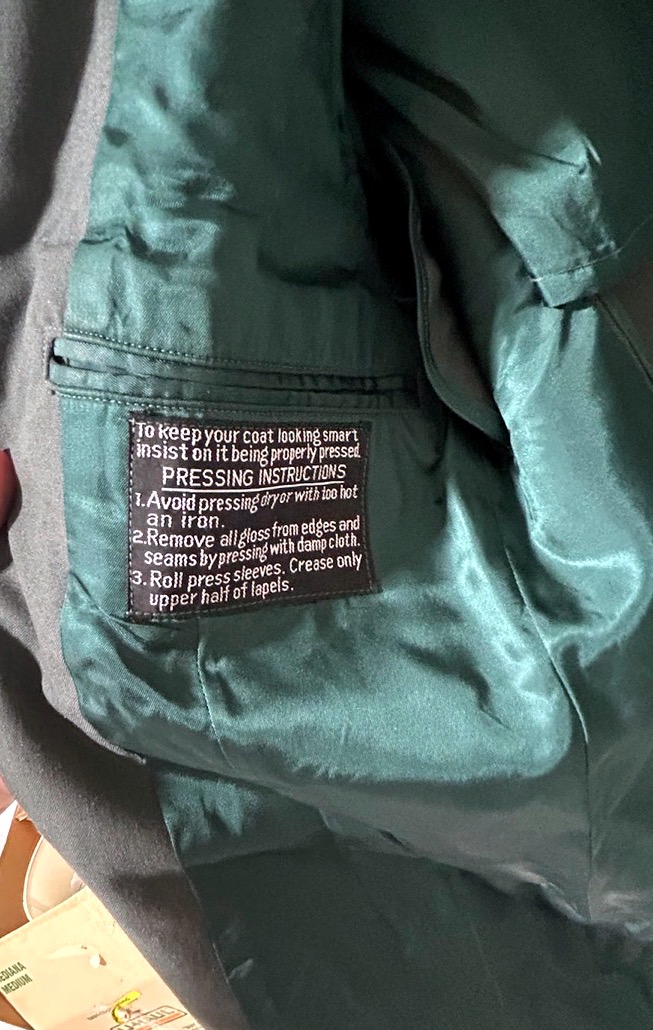 To keep your coat looking smart
insist on it being properly pressed.
PRESSING INSTRUCTIONS
1. Avoid pressing dry or with too hot
an iron.
2. Remove all gloss from edges and
seams by pressing with damp cloth.
3. Roll press sleeves. Crease only
upper half of lapels.
MEDIUM